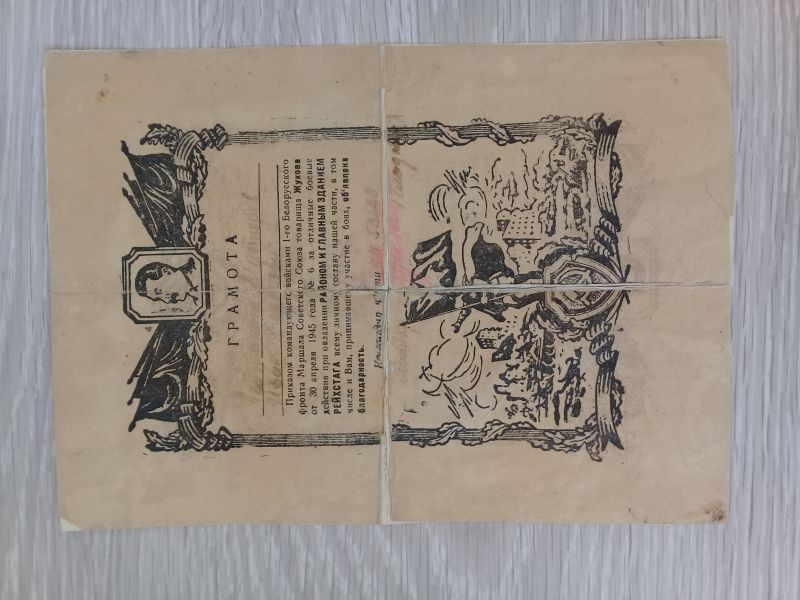 ГРАМОТА
Приказом командующего войсками 1-го Белорусского
фронта Маршала Советского Союза товарища Жукова
от 30 апреля 1945 года № 6 за отличные боевые
действия при овладении РАЙОНОМ И ГЛАВНЫМ ЗДАНИЕМ
РЕЙХСТАГА всему личному составу нашей части, в том
числе и Вам, принимавшему участие в боях, об'явлена
благодарность.
Командир части